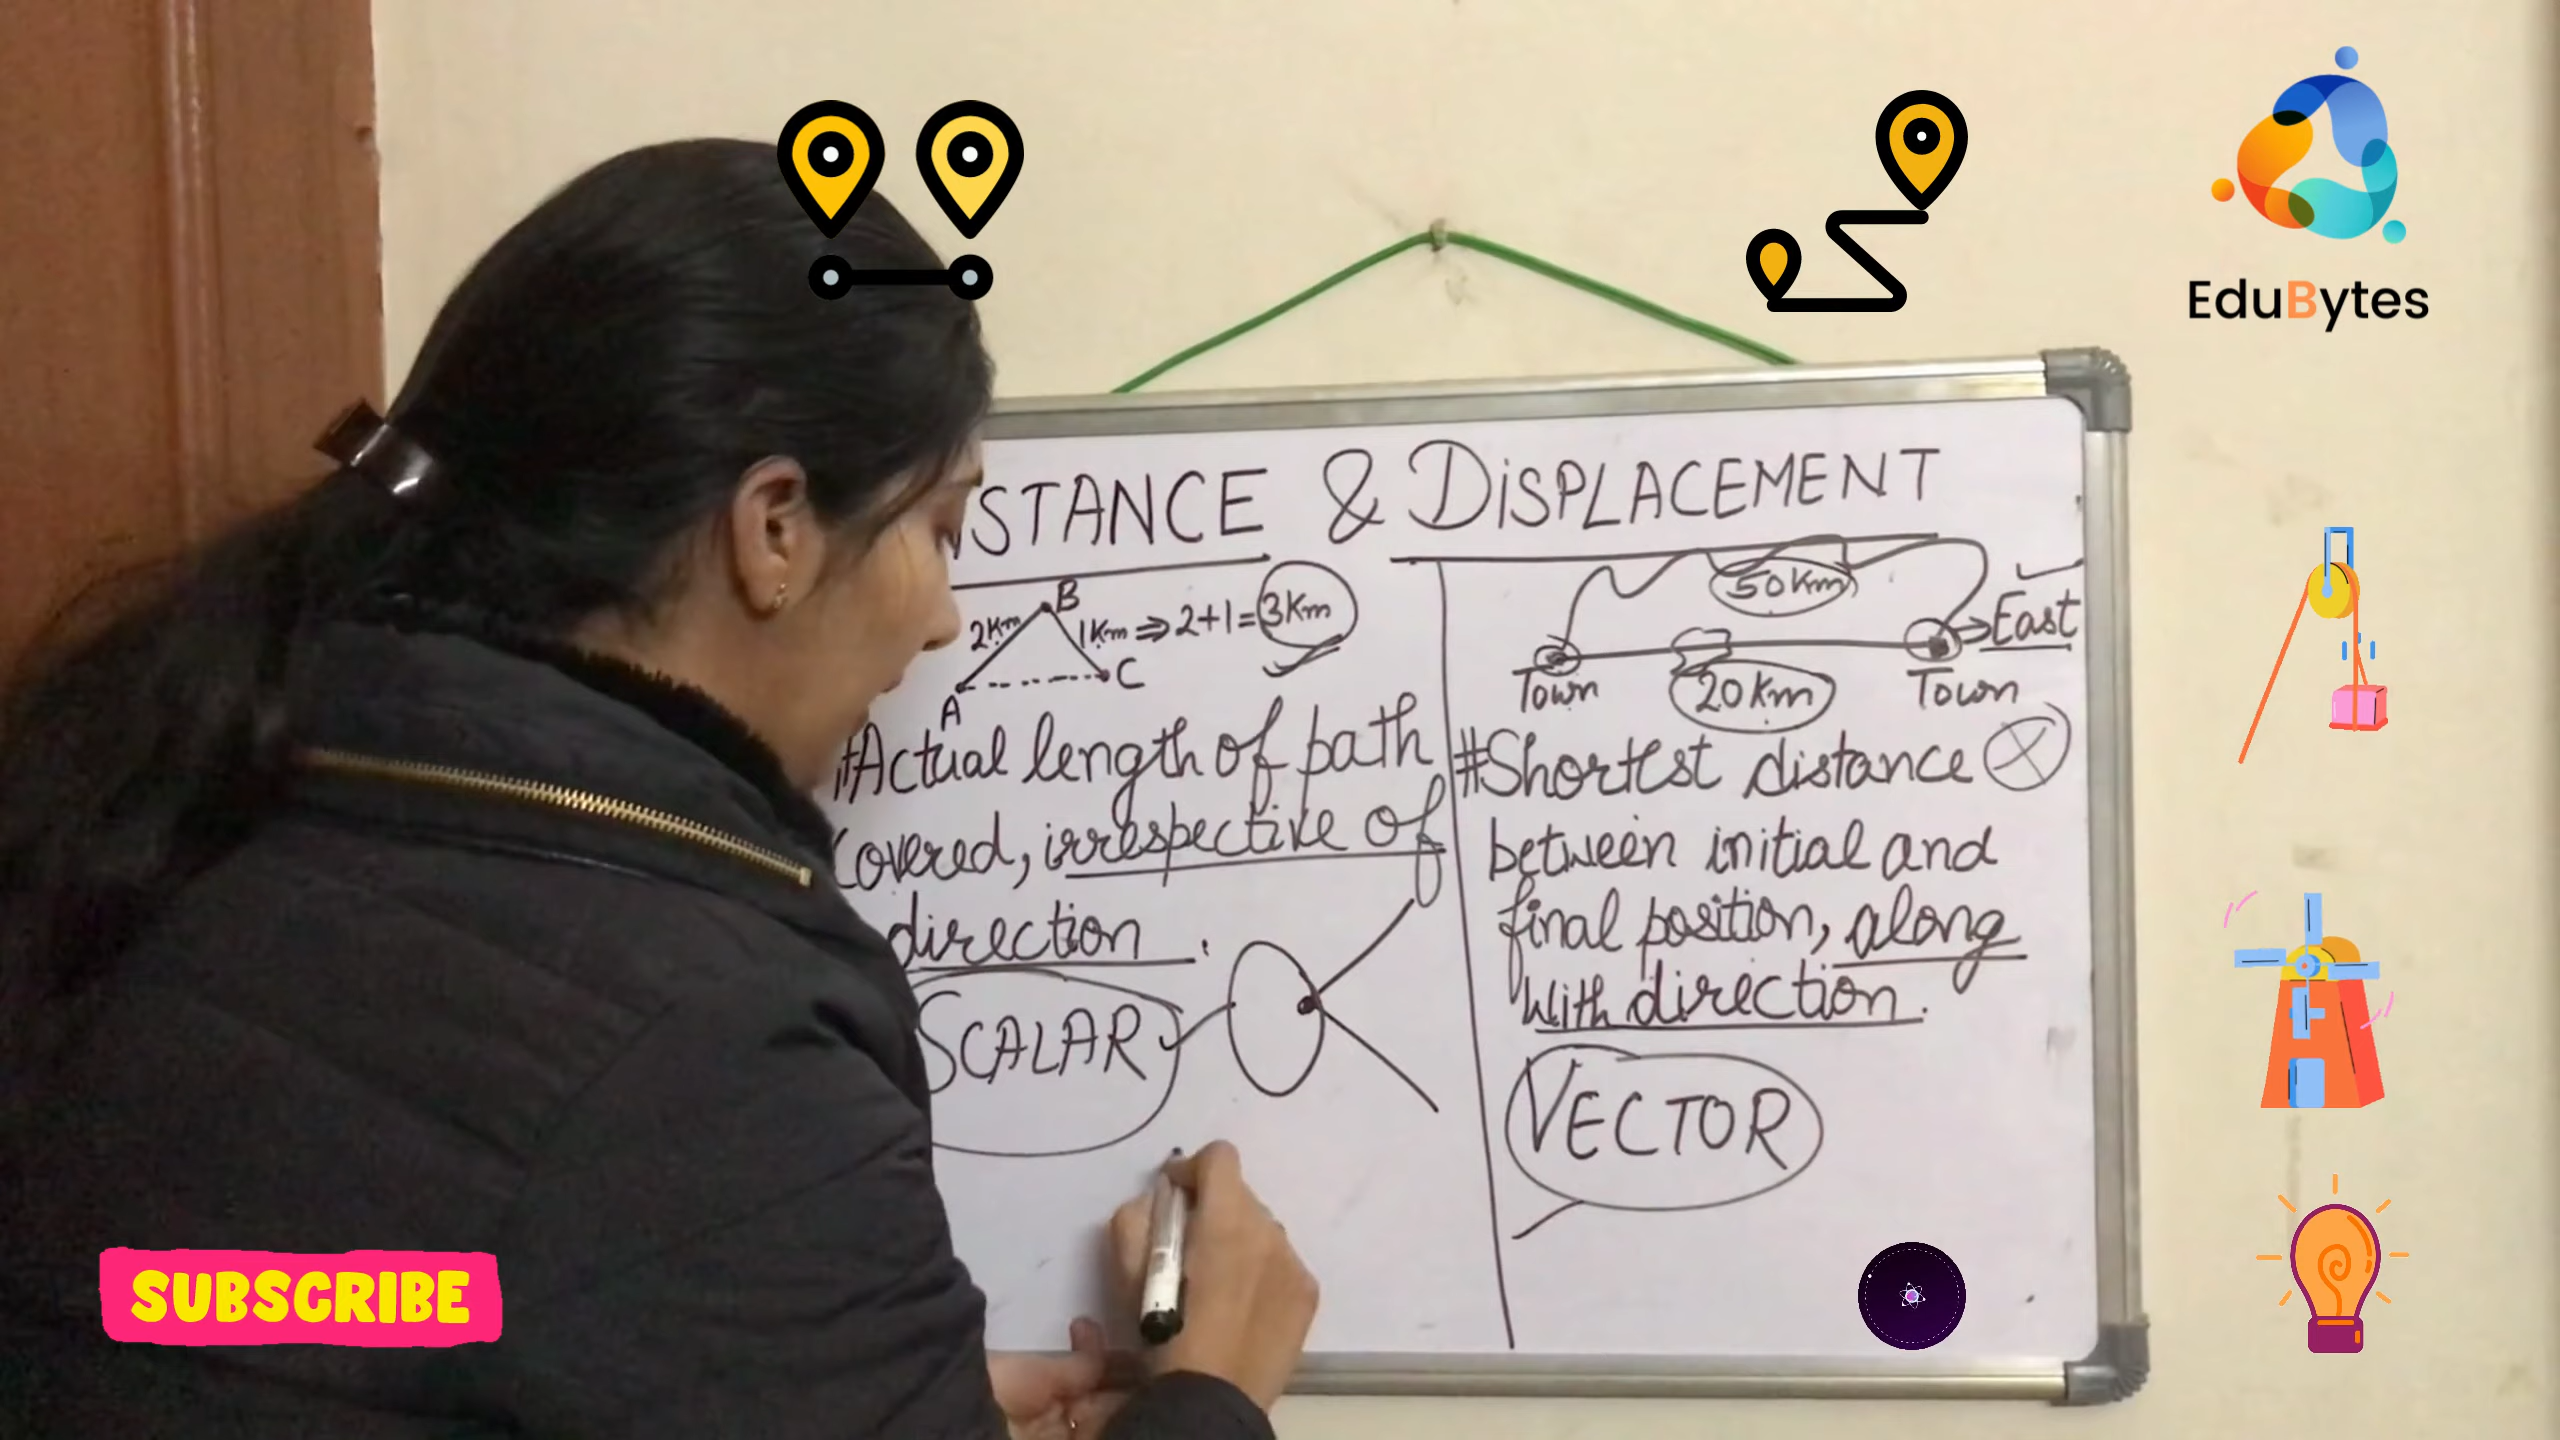 EduBytes
ISTANCE & DISPLACEMENT
B
2Km
1Km ⇒ 2+1=3Km
A
C
#Actual length of path
Covered, irrespective of
direction.
SCALAR
50Km
⇒East
Town
20Km
Town
#Shortest distance
between initial and
final position, along
with direction.
VECTOR
SUBSCRIBE